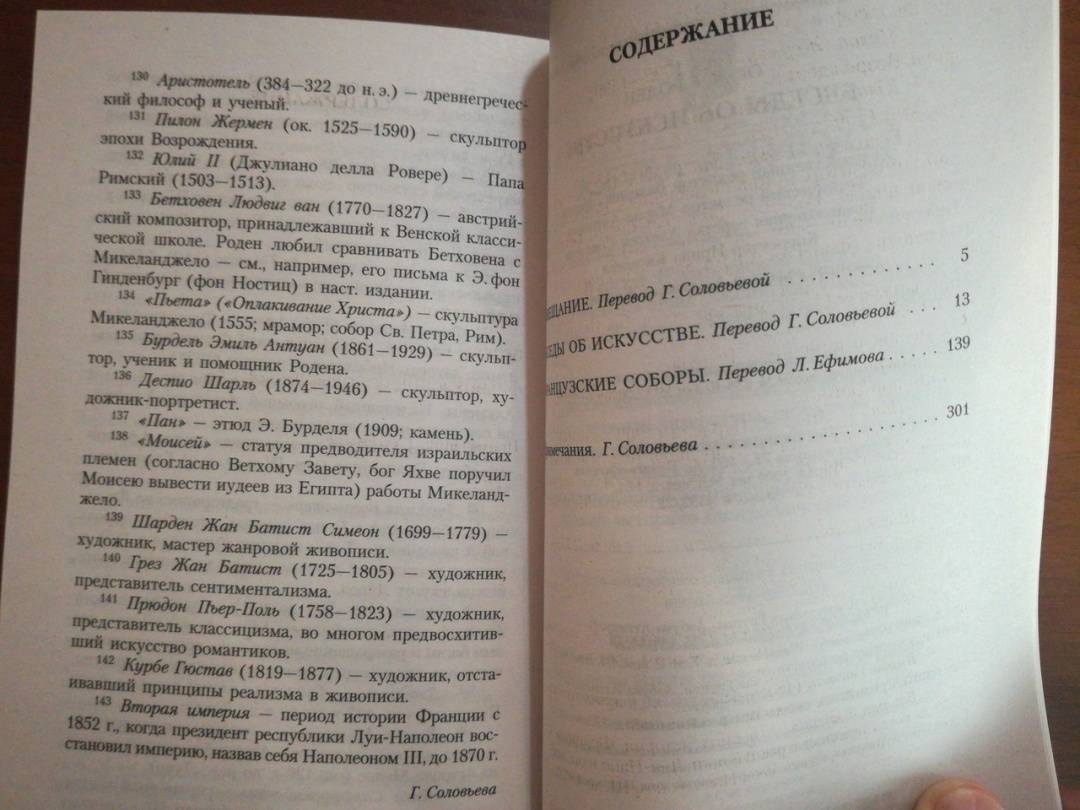 130 Аристотель (384—322 до н. э.) — древнегречес-
кий философ и ученый.
131 Пилон Жермен (ок. 1525—1590) — скульптор
эпохи Возрождения.
132 Юлий II (Джулиано делла Ровере) — Папа
Римский (1503—1513).
133 Бетховен Людвиг ван (1770—1827) — австрий-
ский композитор, принадлежавший к Венской класси-
ческой школе. Роден любил сравнивать Бетховена с
Микеланджело — см., например, его письма к Э. фон
Гинденбург (фон Ностиц) в наст. издании.
134 «Пьета» («Оплакивание Христа») — скульптура
Микеланджело (1555; мрамор; собор Св. Петра, Рим).
135 Бурдель Эмиль Антуан (1861—1929) — скульп-
тор, ученик и помощник Родена.
136 Деспио Шарль (1874—1946) — скульптор, ху-
дожник-портретист.
137 «Пан» — этюд Э. Бурделя (1909; камень).
138 «Моисей» — статуя предводителя израильских
племен (согласно Ветхому Завету, бог Яхве поручил
Моисею вывести иудеев из Египта) работы Микеланд-
жело.
139 Шарден Жан Батист Симеон (1699—1779) —
художник, мастер жанровой живописи.
140 Грез Жан Батист (1725—1805) — художник,
представитель сентиментализма.
141 Прюдон Пьер-Поль (1758—1823) — художник,
представитель классицизма, во многом предвосхитив-
ший искусство романтиков.
142 Курбе Гюстав (1819—1877) — художник, отста-
ивавший принципы реализма в живописи.
143 Вторая империя — период истории Франции с
1852 г., когда президент республики Луи-Наполеон вос-
становил империю, назвав себя Наполеоном III, до 1870 г.
Г. Соловьева
СОДЕРЖАНИЕ
ЕЩАНИЕ. Перевод Г. Соловьевой . . . . . . . . . . . . 5
ЕДЫ ОБ ИСКУССТВЕ. Перевод Г. Соловьевой . . . 13
АНЦУЗСКИЕ СОБОРЫ. Перевод Л. Ефимова . . . . . 139
имечания. Г. Соловьева . . . . . . . . . . . . . . . . . . 301